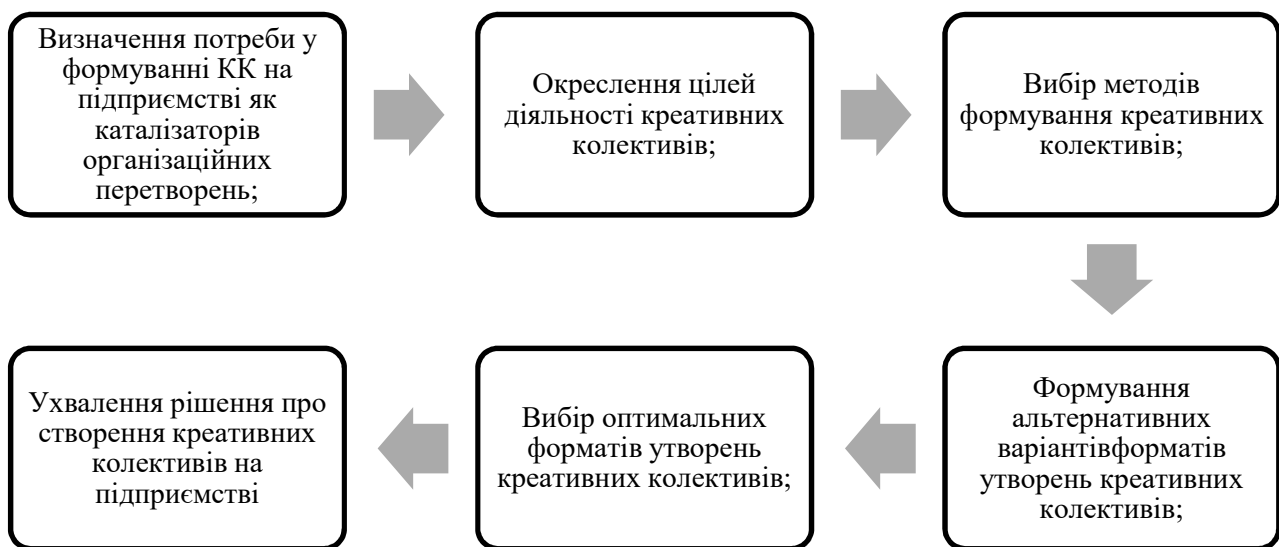 Визначення потреби у
формуванні КК на
підприємстві як
каталізаторів
організаційних
перетворень;
Окреслення цілей
діяльності креативних
колективів;
Вибір методів
формування креативних
колективів;
Формування
альтернативних
варіантівформатів
утворень креативних
колективів;
Вибір оптимальних
форматів утворень
креативних колективів;
Ухвалення рішення про
створення креативних
колективів на
підприємстві